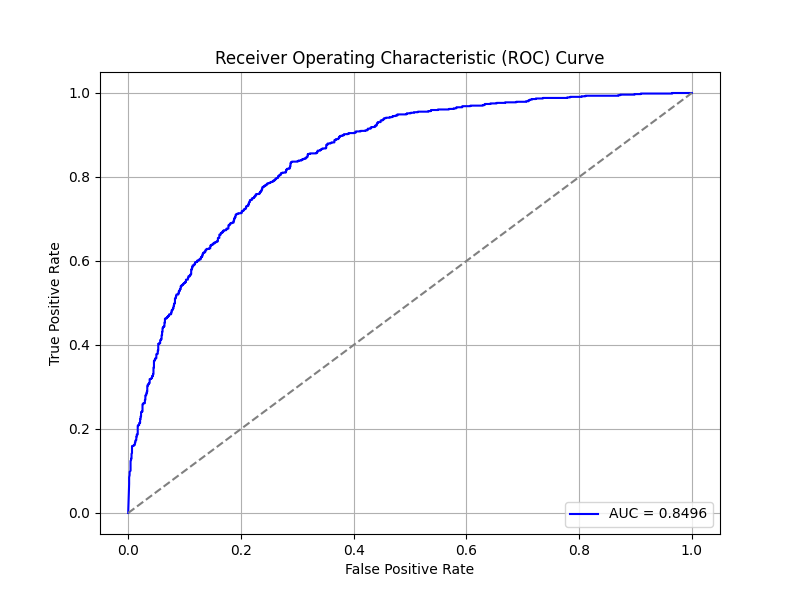 Receiver Operating Characteristic (ROC) Curve
1.0
0.8
0.6
0.4
0.2
0.0
True Positive Rate
AUC = 0.8496
0.0 0.2 0.4 0.6 0.8 1.0
False Positive Rate